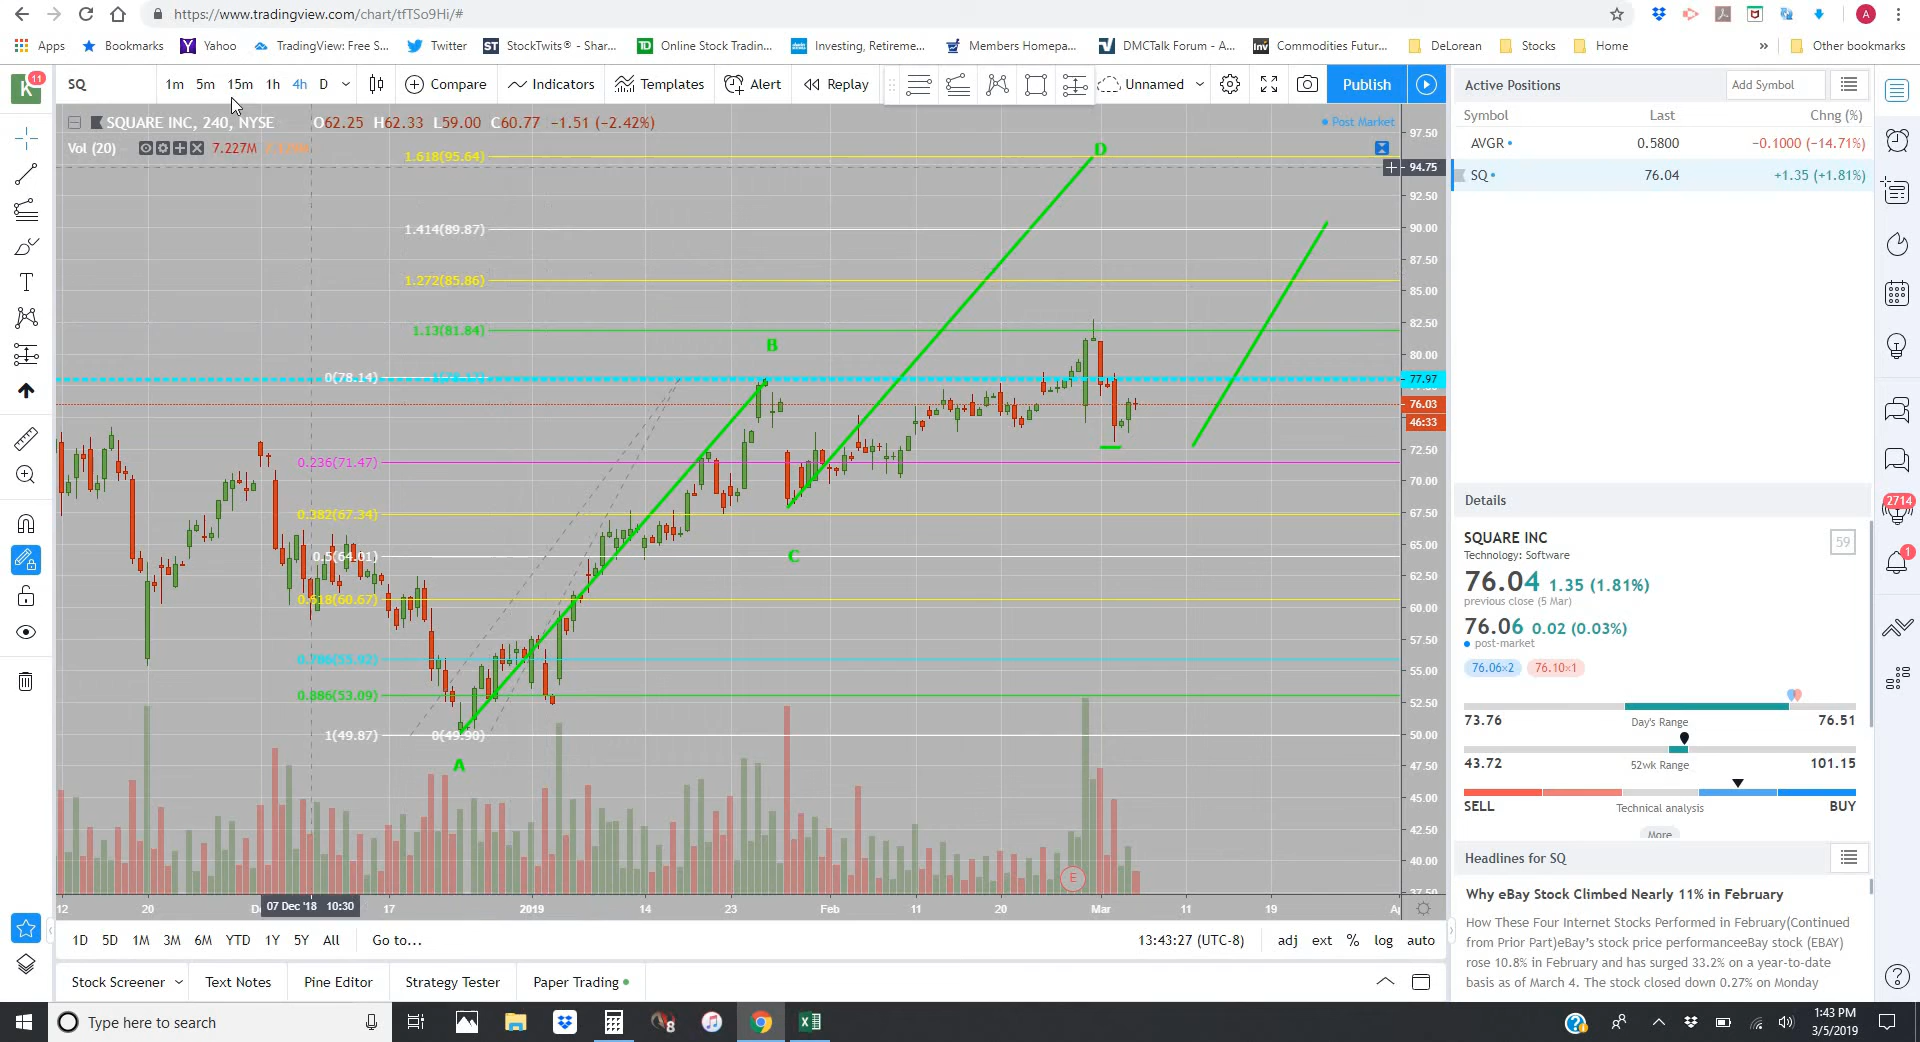 https://www.tradingview.com/chart/tfTSo9Hi/#
A
Apps Bookmarks Yahoo TradingView: Free S... Twitter ST StockTwits® - Shar... TD Online Stock Tradin... Investing, Retireme... Members Homepa... DMCTalk Forum - A... Inv Commodities Futur... DeLorean Stocks Home » Other bookmarks
K 11 SQ 1m 5m 15m 1h 4h D Compare Indicators Templates Alert Replay Unnamed Publish
SQUARE INC, 240, NYSE O62.25 H62.33 L59.00 C60.77 −1.51 (−2.42%)
Post Market
Vol (20) 7.227M
1.618(95.64)
1.414(89.87)
1.272(85.86)
1.13(81.84)
0(78.14)
0.236(71.47)
0.382(67.34)
0.5(64.01)
0.618(60.67)
0.786(55.92)
0.886(53.09)
1(49.87) 0(49.90)
A
B
C
D
E
97.50
94.75
92.50
90.00
87.50
85.00
82.50
80.00
77.97
76.03
46:33
72.50
70.00
67.50
65.00
62.50
60.00
57.50
55.00
52.50
50.00
47.50
45.00
42.50
40.00
37.50
12 20 07 Dec '18 10:30 17 2019 14 23 Feb 11 20 Mar 11 19
1D 5D 1M 3M 6M YTD 1Y 5Y All Go to... 13:43:27 (UTC-8) adj ext % log auto
Stock Screener Text Notes Pine Editor Strategy Tester Paper Trading
Active Positions Add Symbol
Symbol Last Chng (%)
AVGR 0.5800 −0.1000 (−14.71%)
SQ 76.04 +1.35 (+1.81%)
Details
SQUARE INC 59
Technology: Software
76.04 1.35 (1.81%)
previous close (5 Mar)
76.06 0.02 (0.03%)
post-market
76.06×2 76.10×1
73.76 Day's Range 76.51
43.72 52wk Range 101.15
SELL Technical analysis BUY
More
Headlines for SQ
Why eBay Stock Climbed Nearly 11% in February
How These Four Internet Stocks Performed in February(Continued
from Prior Part)eBay's stock price performanceeBay stock (EBAY)
rose 10.8% in February and has surged 33.2% on a year-to-date
basis as of March 4. The stock closed down 0.27% on Monday
2714
1
Type here to search
1:43 PM
3/5/2019